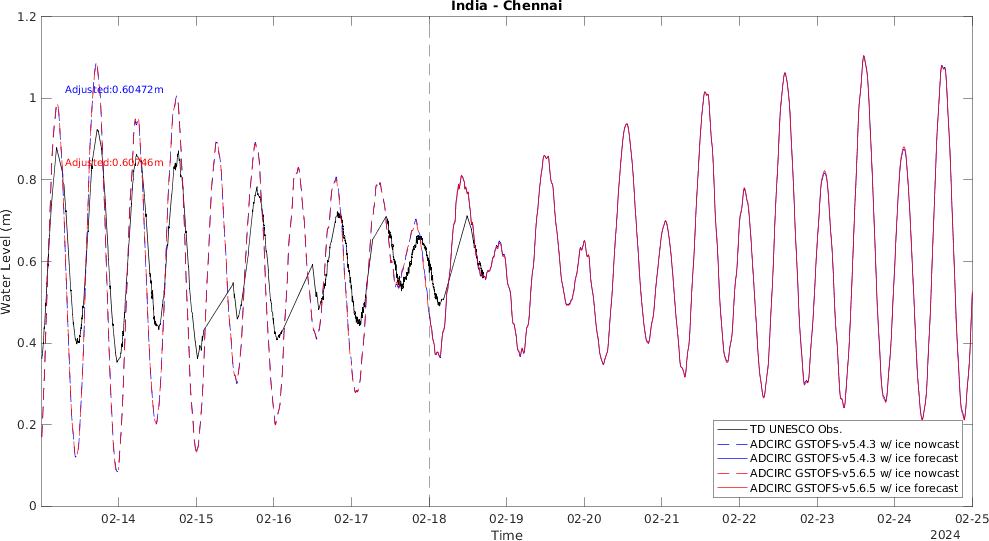 India - Chennai
Water Level (m)
1.2
1
0.8
0.6
0.4
0.2
0
Adjusted:0.60472m
Adjusted:0.60746m
TD UNESCO Obs.
ADCIRC GSTOFS-v5.4.3 w/ ice nowcast
ADCIRC GSTOFS-v5.4.3 w/ ice forecast
ADCIRC GSTOFS-v5.6.5 w/ ice nowcast
ADCIRC GSTOFS-v5.6.5 w/ ice forecast
02-14 02-15 02-16 02-17 02-18 02-19 02-20 02-21 02-22 02-23 02-24 02-25
Time
2024